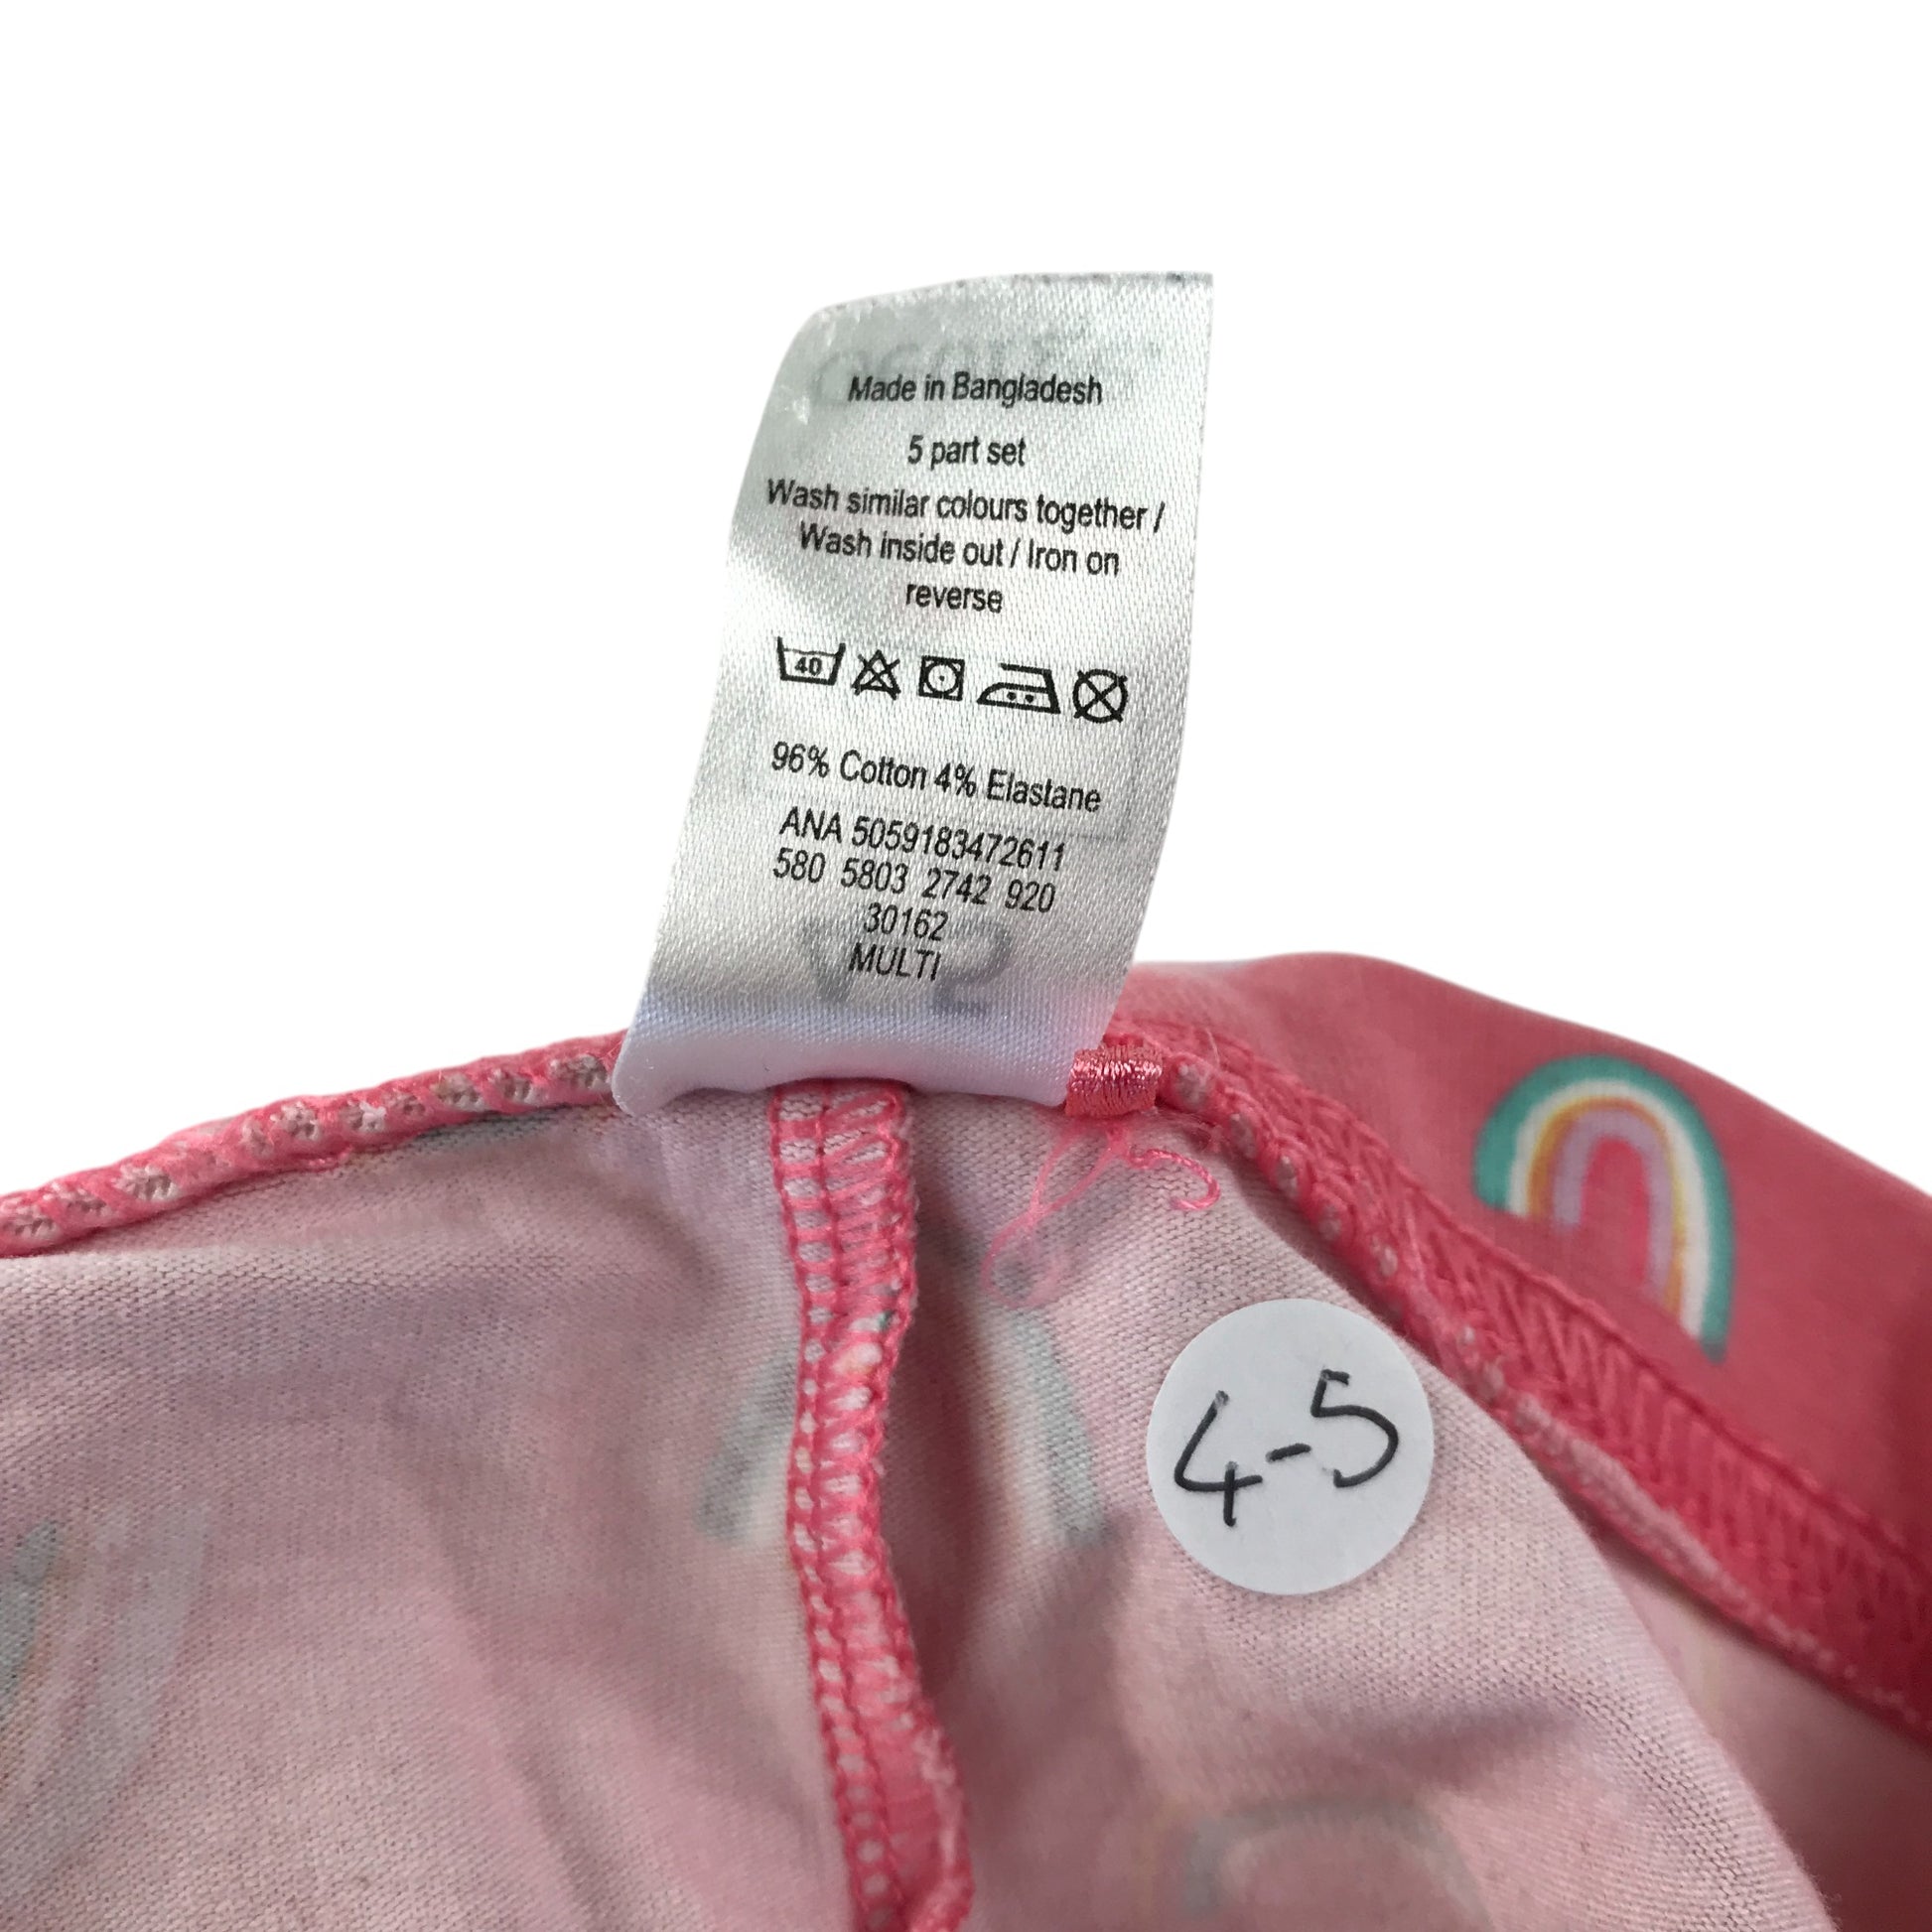 Made in Bangladesh
5 part set
Wash similar colours together /
Wash inside out / Iron on
reverse
40
96% Cotton 4% Elastane
ANA 5059183472611
580 5803 2742 920
30162
MULTI
4-5